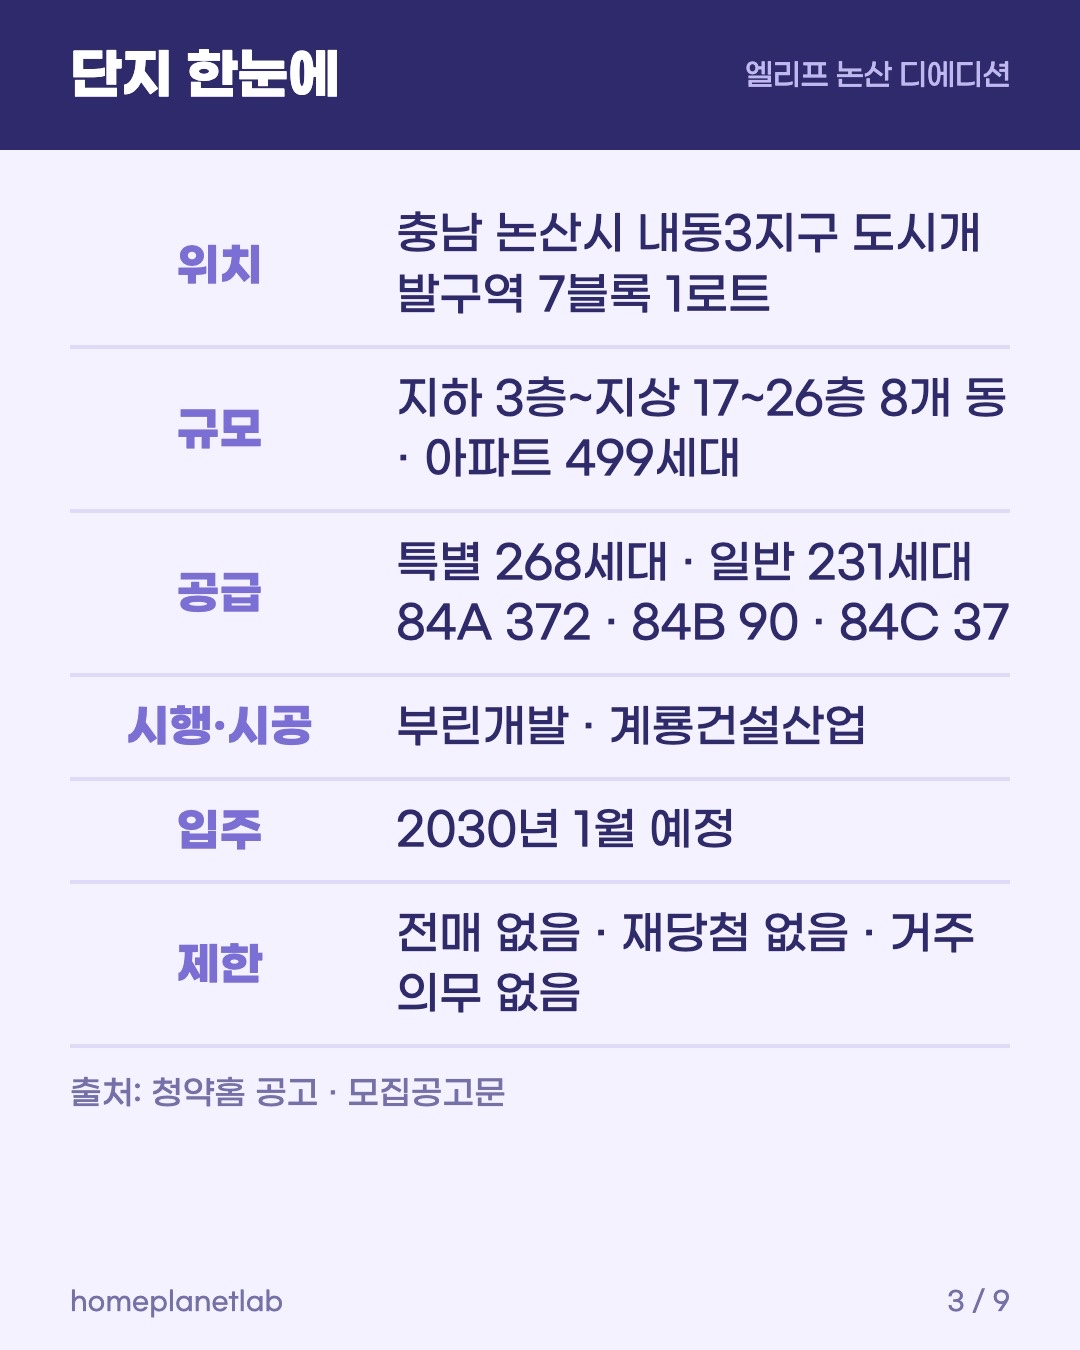 단지 한눈에
엘리프 논산 디에디션
위치
충남 논산시 내동3지구 도시개
발구역 7블록 1로트
규모
지하 3층~지상 17~26층 8개 동
· 아파트 499세대
공급
특별 268세대 · 일반 231세대
84A 372 · 84B 90 · 84C 37
시행·시공
부린개발 · 계룡건설산업
입주
2030년 1월 예정
제한
전매 없음 · 재당첨 없음 · 거주
의무 없음
출처: 청약홈 공고 · 모집공고문
homeplanetlab
3 / 9